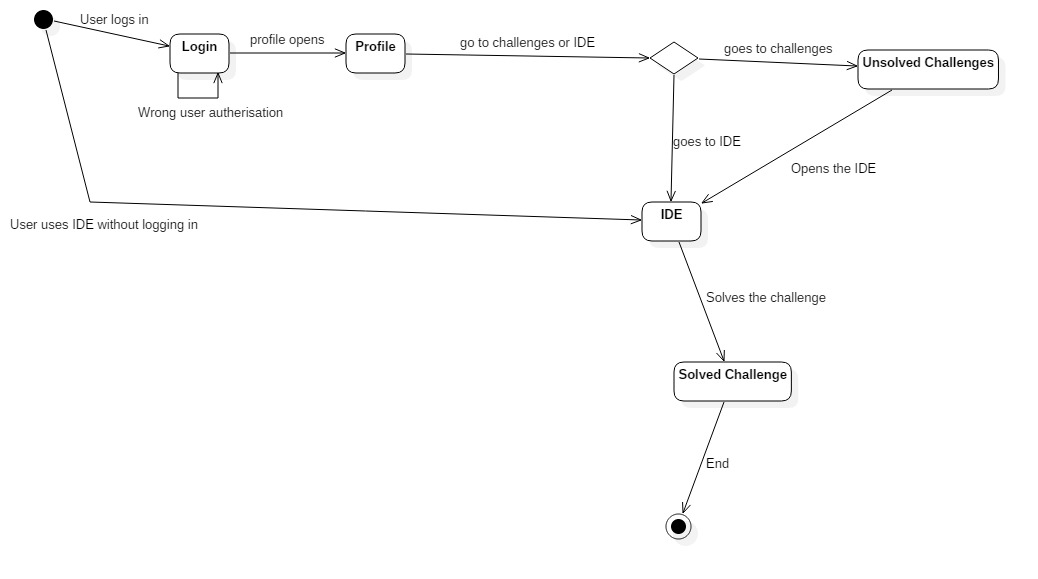 User logs in
Login
profile opens
Profile
go to challenges or IDE
goes to challenges
Unsolved Challenges
Wrong user autherisation
goes to IDE
Opens the IDE
User uses IDE without logging in
IDE
Solves the challenge
Solved Challenge
End